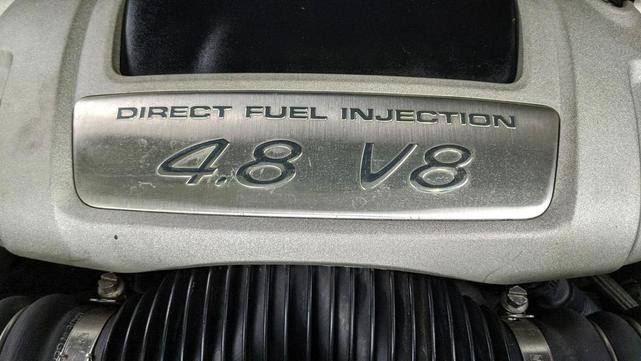 DIRECT FUEL INJECTION
4.8 V8